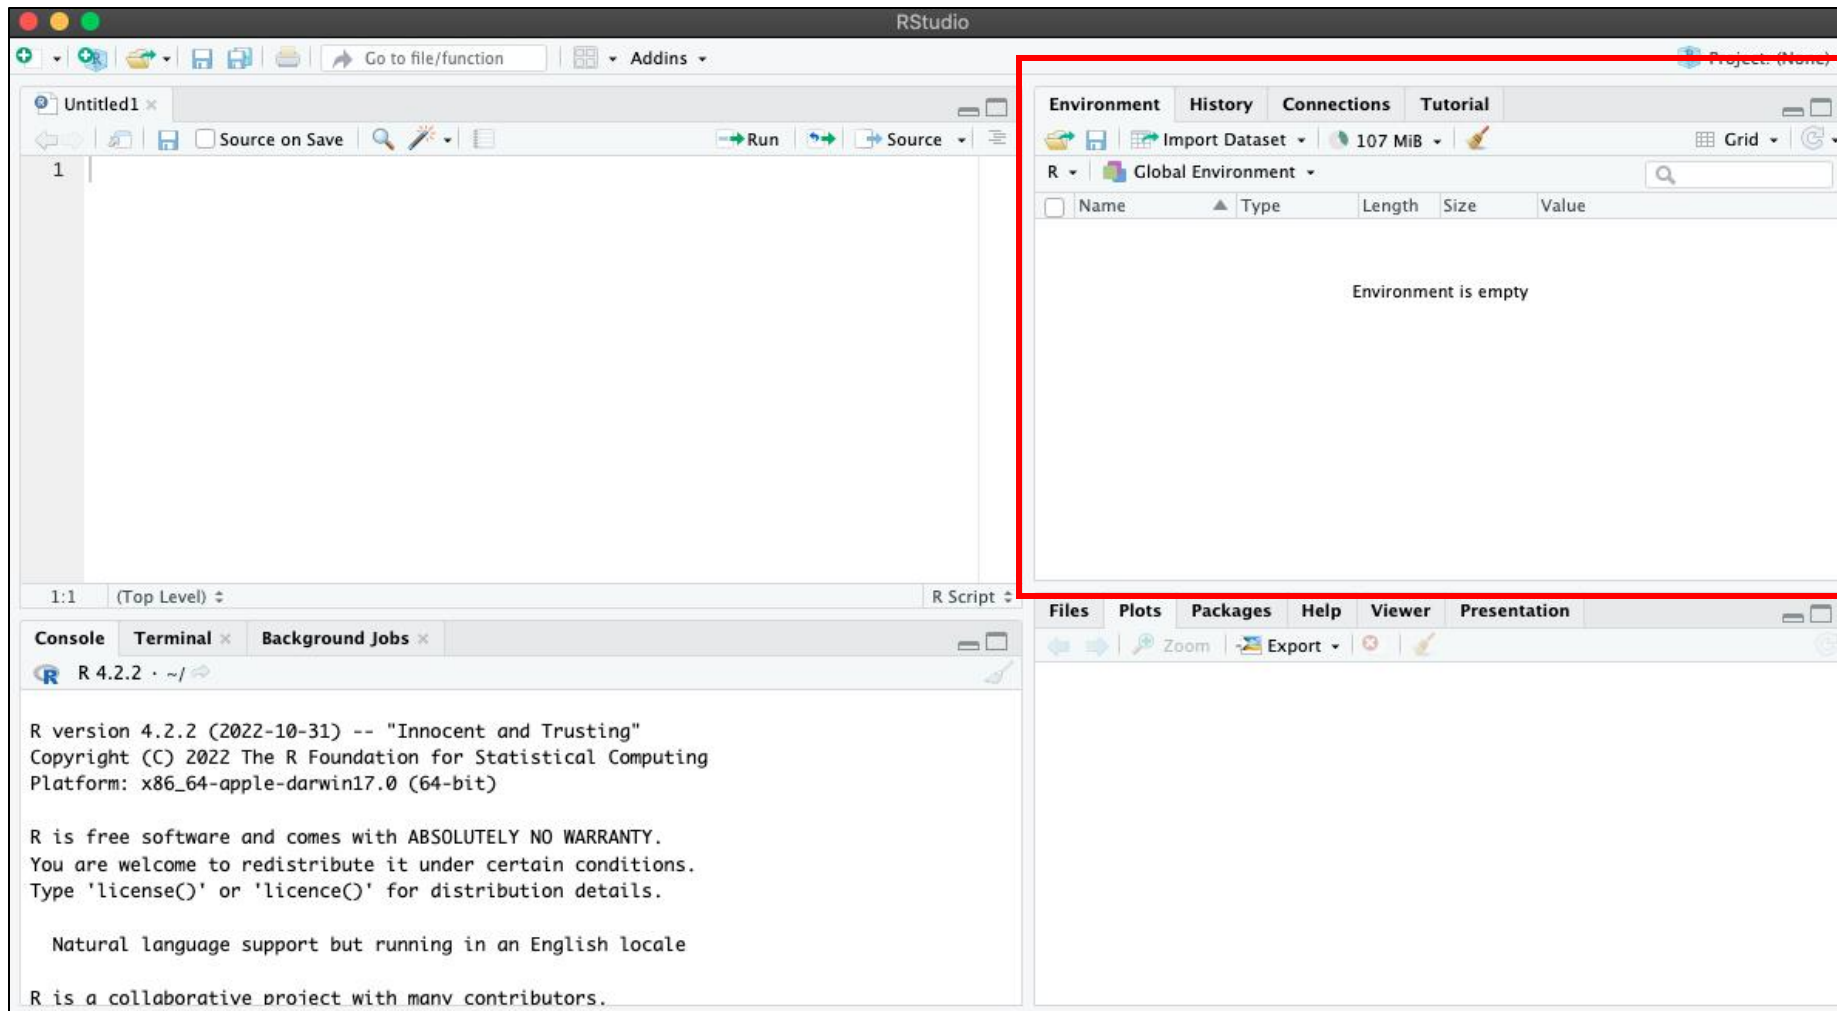 RStudio
Go to file/function
Addins
Project: (None)
Untitled1
Source on Save
Run
Source
1
1:1
(Top Level)
R Script
Console
Terminal
Background Jobs
R 4.2.2 · ~/
R version 4.2.2 (2022-10-31) -- "Innocent and Trusting"
Copyright (C) 2022 The R Foundation for Statistical Computing
Platform: x86_64-apple-darwin17.0 (64-bit)
R is free software and comes with ABSOLUTELY NO WARRANTY.
You are welcome to redistribute it under certain conditions.
Type 'license()' or 'licence()' for distribution details.
Natural language support but running in an English locale
R is a collaborative project with many contributors.
Environment
History
Connections
Tutorial
Import Dataset
107 MiB
Grid
R
Global Environment
Name
Type
Length
Size
Value
Environment is empty
Files
Plots
Packages
Help
Viewer
Presentation
Zoom
Export